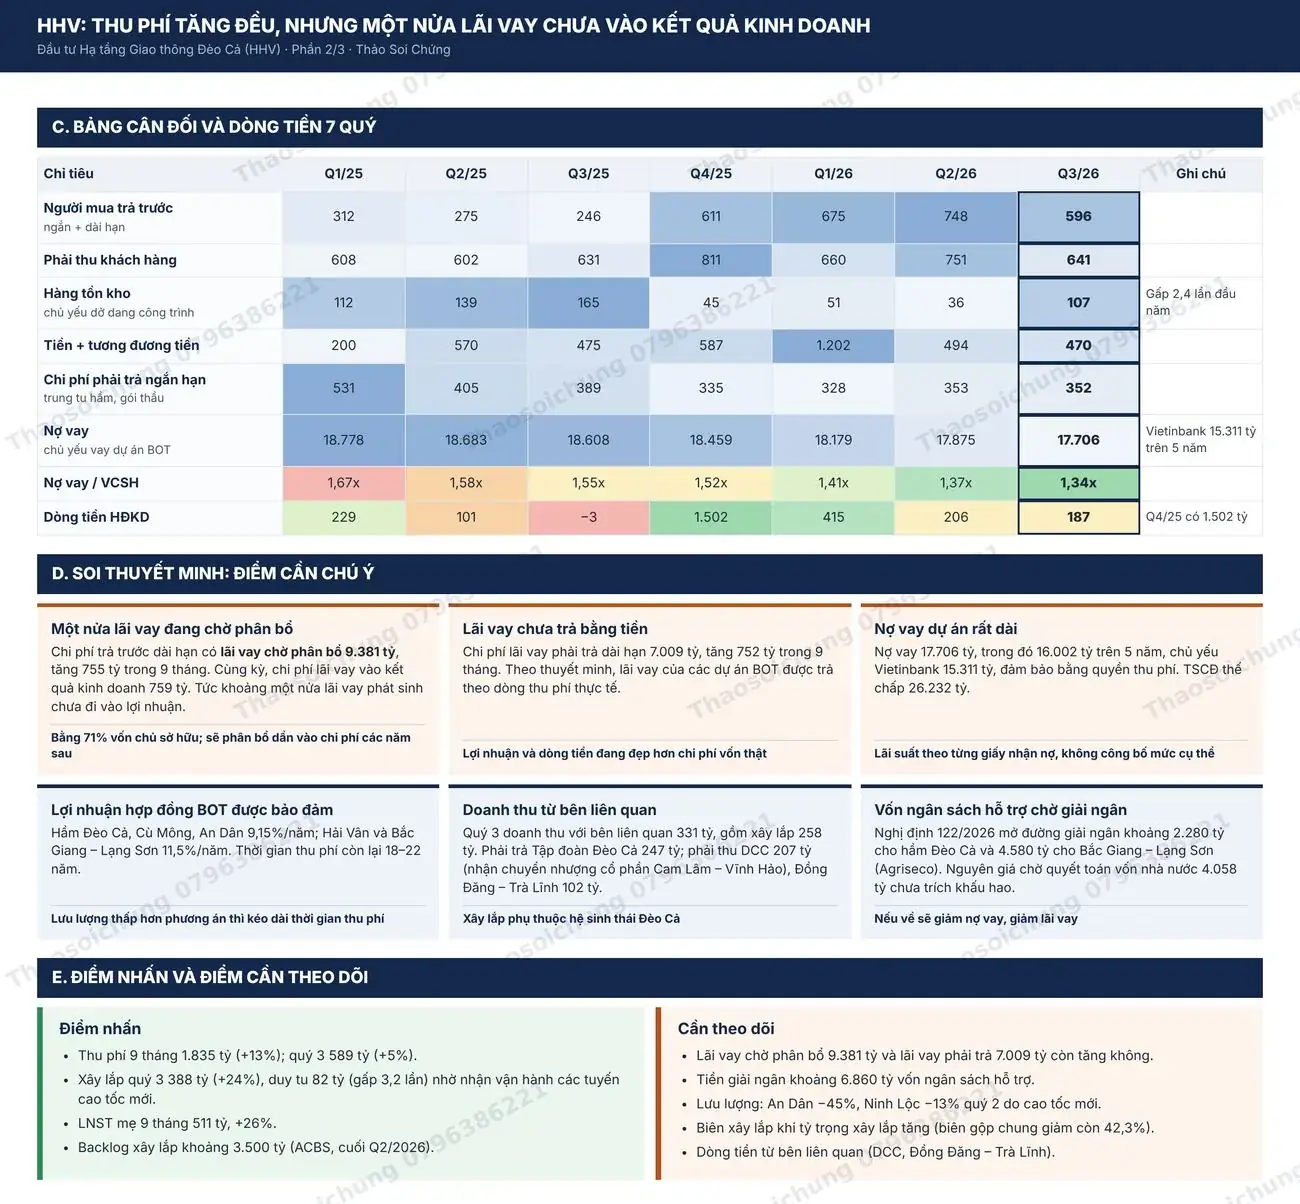 HHV: THU PHÍ TĂNG ĐỀU, NHƯNG MỘT NỬA LÃI VAY CHƯA VÀO KẾT QUẢ KINH DOANH
Đầu tư Hạ tầng Giao thông Đèo Cả (HHV) · Phần 2/3 · Thảo Soi Chứng
C. BẢNG CÂN ĐỐI VÀ DÒNG TIỀN 7 QUÝ
Chỉ tiêu Q1/25 Q2/25 Q3/25 Q4/25 Q1/26 Q2/26 Q3/26 Ghi chú
Người mua trả trước 312 275 246 611 675 748 596
ngắn + dài hạn
Phải thu khách hàng 608 602 631 811 660 751 641
Hàng tồn kho 112 139 165 45 51 36 107 Gấp 2,4 lần đầu
chủ yếu dở dang công trình năm
Tiền + tương đương tiền 200 570 475 587 1.202 494 470
Chi phí phải trả ngắn hạn 531 405 389 335 328 353 352
trung tu hầm, gói thầu
Nợ vay 18.778 18.683 18.608 18.459 18.179 17.875 17.706 Vietinbank 15.311 tỷ
chủ yếu vay dự án BOT trên 5 năm
Nợ vay / VCSH 1,67x 1,58x 1,55x 1,52x 1,41x 1,37x 1,34x
Dòng tiền HĐKD 229 101 −3 1.502 415 206 187 Q4/25 có 1.502 tỷ
D. SOI THUYẾT MINH: ĐIỂM CẦN CHÚ Ý
Một nửa lãi vay đang chờ phân bổ
Chi phí trả trước dài hạn có lãi vay chờ phân bổ 9.381 tỷ,
tăng 755 tỷ trong 9 tháng. Cùng kỳ, chi phí lãi vay vào kết
quả kinh doanh 759 tỷ. Tức khoảng một nửa lãi vay phát sinh
chưa đi vào lợi nhuận.
Bằng 71% vốn chủ sở hữu; sẽ phân bổ dần vào chi phí các năm
sau
Lãi vay chưa trả bằng tiền
Chi phí lãi vay phải trả dài hạn 7.009 tỷ, tăng 752 tỷ trong 9
tháng. Theo thuyết minh, lãi vay của các dự án BOT được trả
theo dòng thu phí thực tế.
Lợi nhuận và dòng tiền đang đẹp hơn chi phí vốn thật
Nợ vay dự án rất dài
Nợ vay 17.706 tỷ, trong đó 16.002 tỷ trên 5 năm, chủ yếu
Vietinbank 15.311 tỷ, đảm bảo bằng quyền thu phí. TSCĐ thế
chấp 26.232 tỷ.
Lãi suất theo từng giấy nhận nợ, không công bố mức cụ thể
Lợi nhuận hợp đồng BOT được bảo đảm
Hầm Đèo Cả, Cù Mông, An Dân 9,15%/năm; Hải Vân và Bắc
Giang – Lạng Sơn 11,5%/năm. Thời gian thu phí còn lại 18–22
năm.
Lưu lượng thấp hơn phương án thì kéo dài thời gian thu phí
Doanh thu từ bên liên quan
Quý 3 doanh thu với bên liên quan 331 tỷ, gồm xây lắp 258
tỷ. Phải trả Tập đoàn Đèo Cả 247 tỷ; phải thu DCC 207 tỷ
(nhận chuyển nhượng cổ phần Cam Lâm – Vĩnh Hảo), Đồng
Đăng – Trà Lĩnh 102 tỷ.
Xây lắp phụ thuộc hệ sinh thái Đèo Cả
Vốn ngân sách hỗ trợ chờ giải ngân
Nghị định 122/2026 mở đường giải ngân khoảng 2.280 tỷ
cho hầm Đèo Cả và 4.580 tỷ cho Bắc Giang – Lạng Sơn
(Agriseco). Nguyên giá chờ quyết toán vốn nhà nước 4.058
tỷ chưa trích khấu hao.
Nếu về sẽ giảm nợ vay, giảm lãi vay
E. ĐIỂM NHẤN VÀ ĐIỂM CẦN THEO DÕI
Điểm nhấn
• Thu phí 9 tháng 1.835 tỷ (+13%); quý 3 589 tỷ (+5%).
• Xây lắp quý 3 388 tỷ (+24%), duy tu 82 tỷ (gấp 3,2 lần) nhờ nhận vận hành các tuyến
cao tốc mới.
• LNST mẹ 9 tháng 511 tỷ, +26%.
• Backlog xây lắp khoảng 3.500 tỷ (ACBS, cuối Q2/2026).
Cần theo dõi
• Lãi vay chờ phân bổ 9.381 tỷ và lãi vay phải trả 7.009 tỷ còn tăng không.
• Tiền giải ngân khoảng 6.860 tỷ vốn ngân sách hỗ trợ.
• Lưu lượng: An Dân −45%, Ninh Lộc −13% quý 2 do cao tốc mới.
• Biên xây lắp khi tỷ trọng xây lắp tăng (biên gộp chung giảm còn 42,3%).
• Dòng tiền từ bên liên quan (DCC, Đồng Đăng – Trà Lĩnh).
Thaosoichung 0796386221